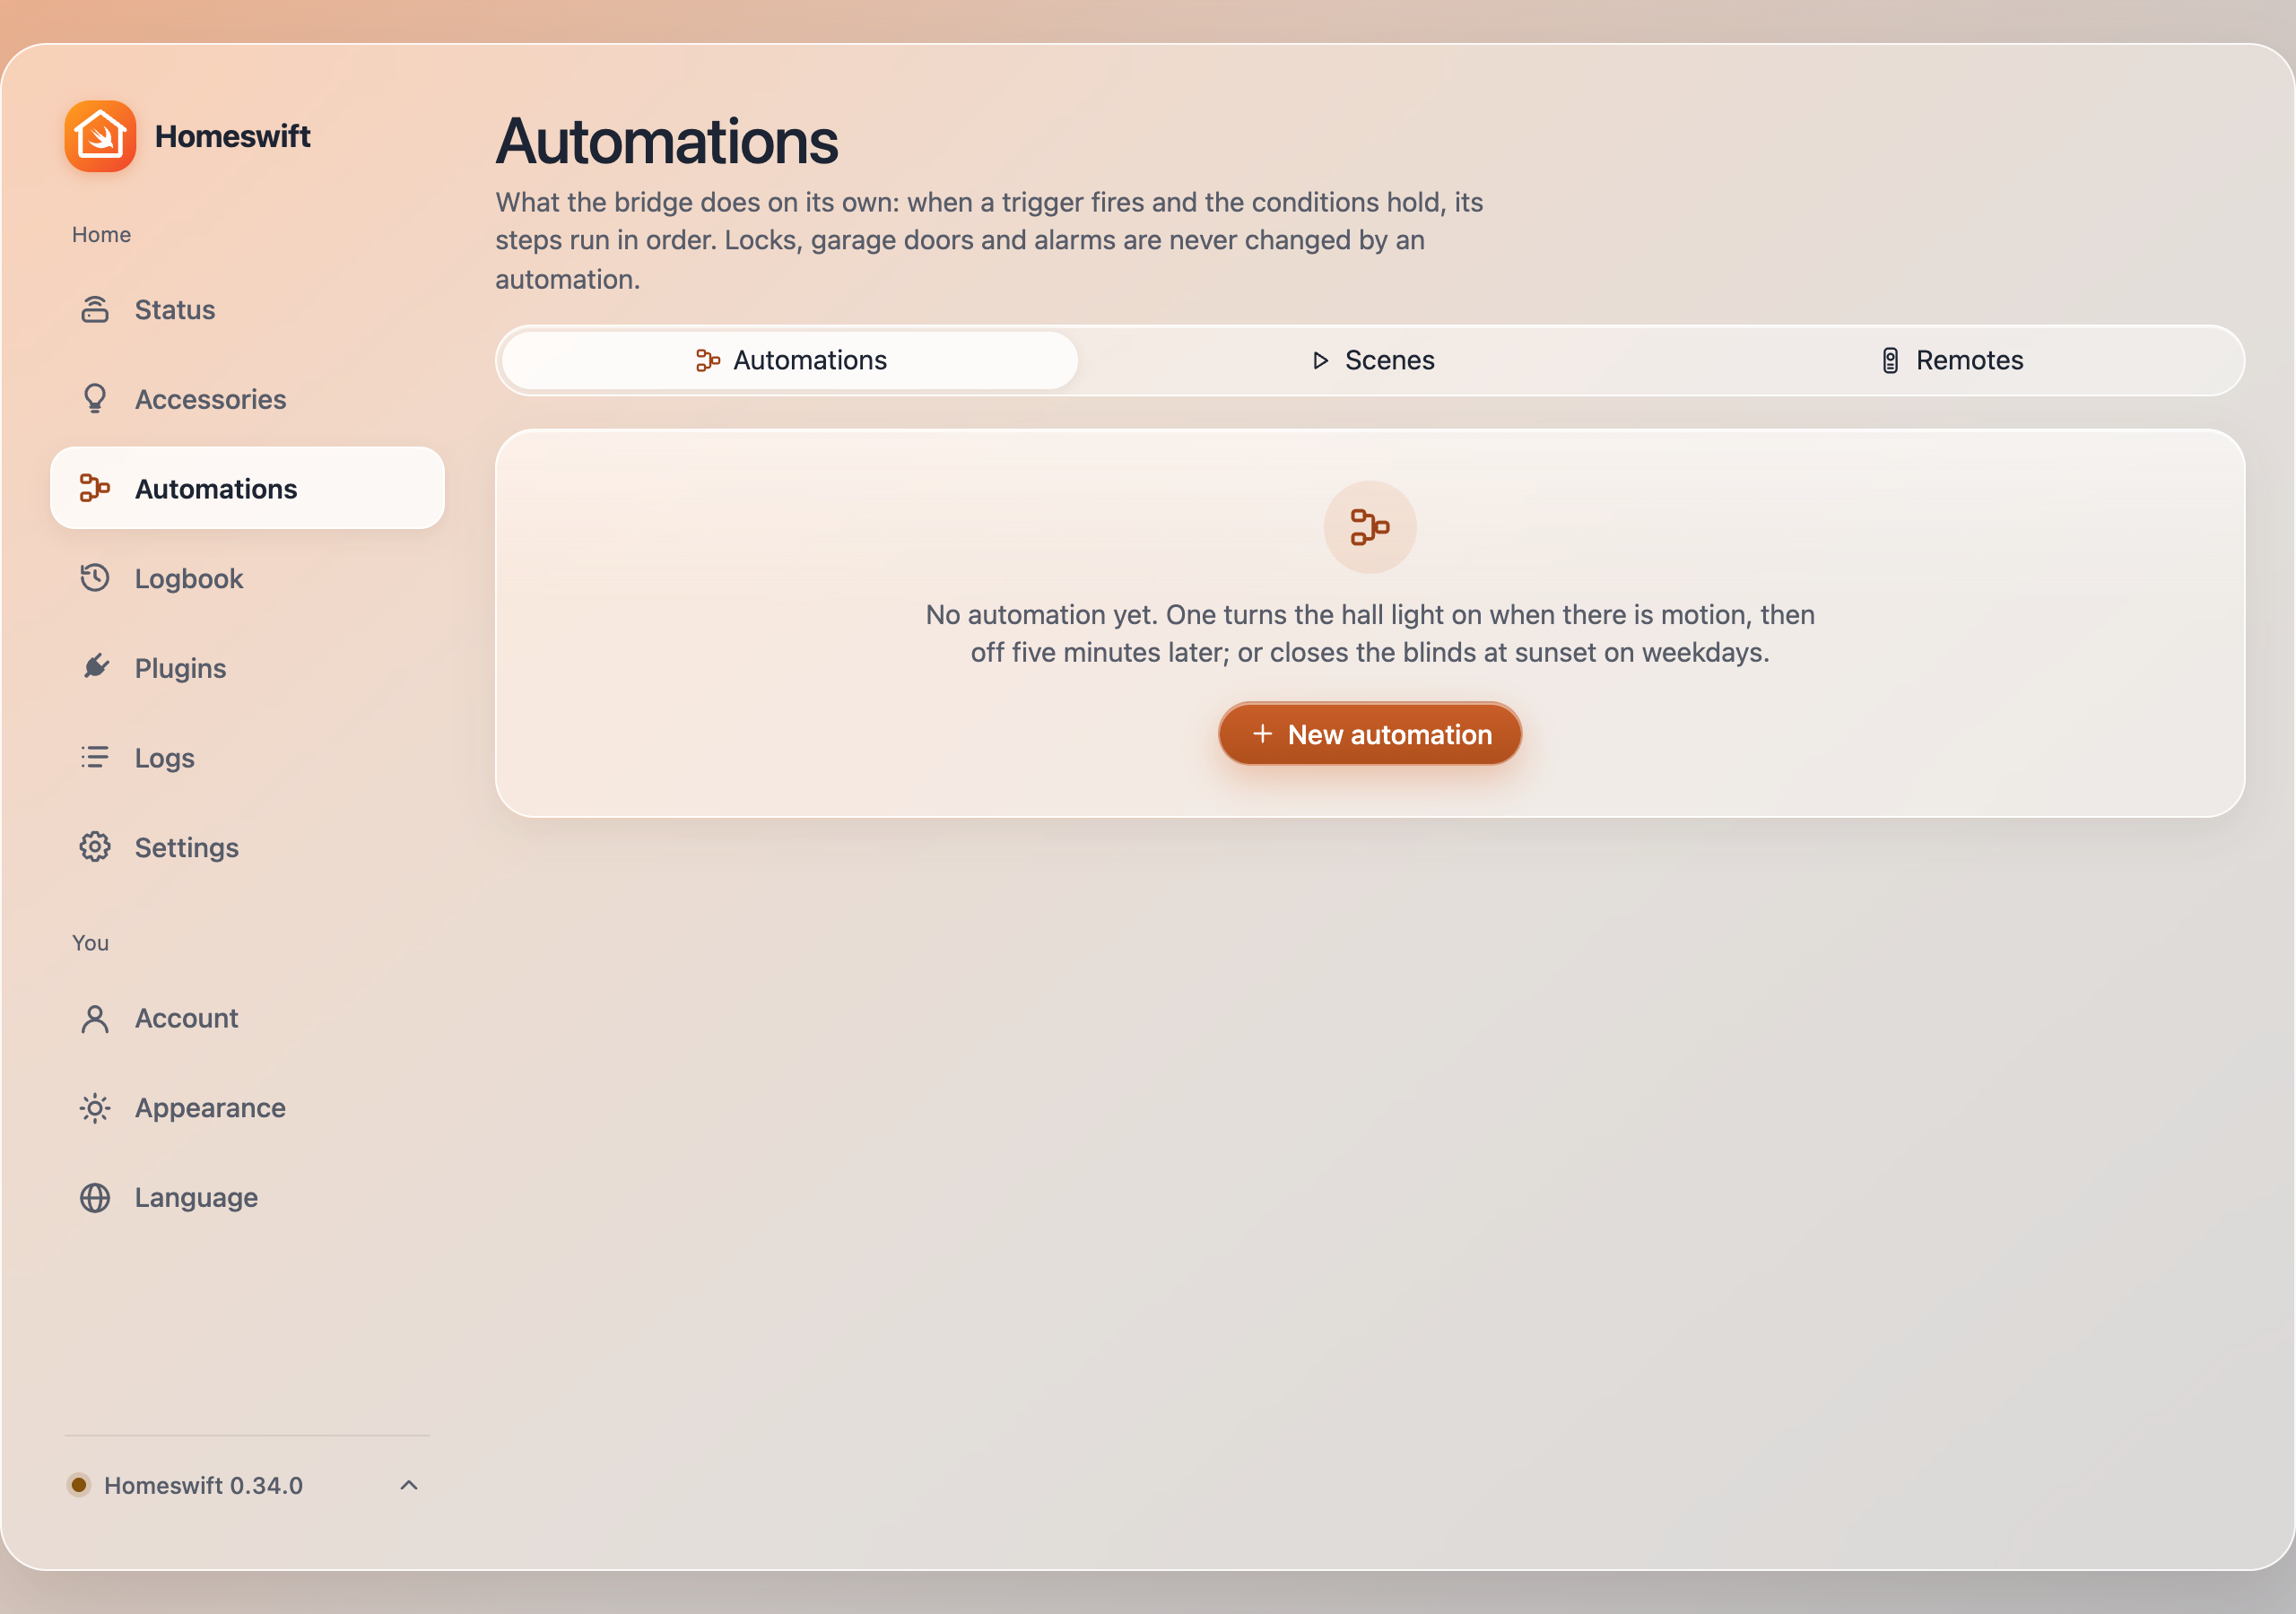 Homeswift
Home
Status
Accessories
Automations
Logbook
Plugins
Logs
Settings
You
Account
Appearance
Language
Homeswift 0.34.0
Automations
What the bridge does on its own: when a trigger fires and the conditions hold, its
steps run in order. Locks, garage doors and alarms are never changed by an
automation.
Automations
Scenes
Remotes
No automation yet. One turns the hall light on when there is motion, then
off five minutes later; or closes the blinds at sunset on weekdays.
New automation